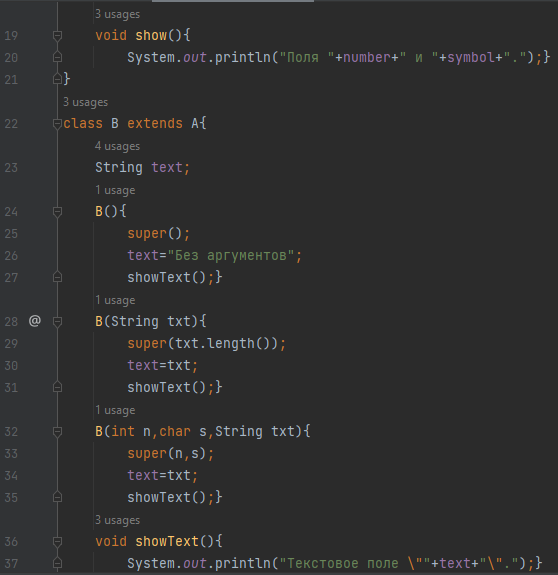 3 usages
19 void show(){
20 System.out.println("Поля "+number+" и "+symbol+".");}
21 }
3 usages
22 class B extends A{
4 usages
23 String text;
1 usage
24 B(){
25 super();
26 text="Без аргументов";
27 showText();}
1 usage
28 @ B(String txt){
29 super(txt.length());
30 text=txt;
31 showText();}
1 usage
32 B(int n,char s,String txt){
33 super(n,s);
34 text=txt;
35 showText();}
3 usages
36 void showText(){
37 System.out.println("Текстовое поле \""+text+"\".");}